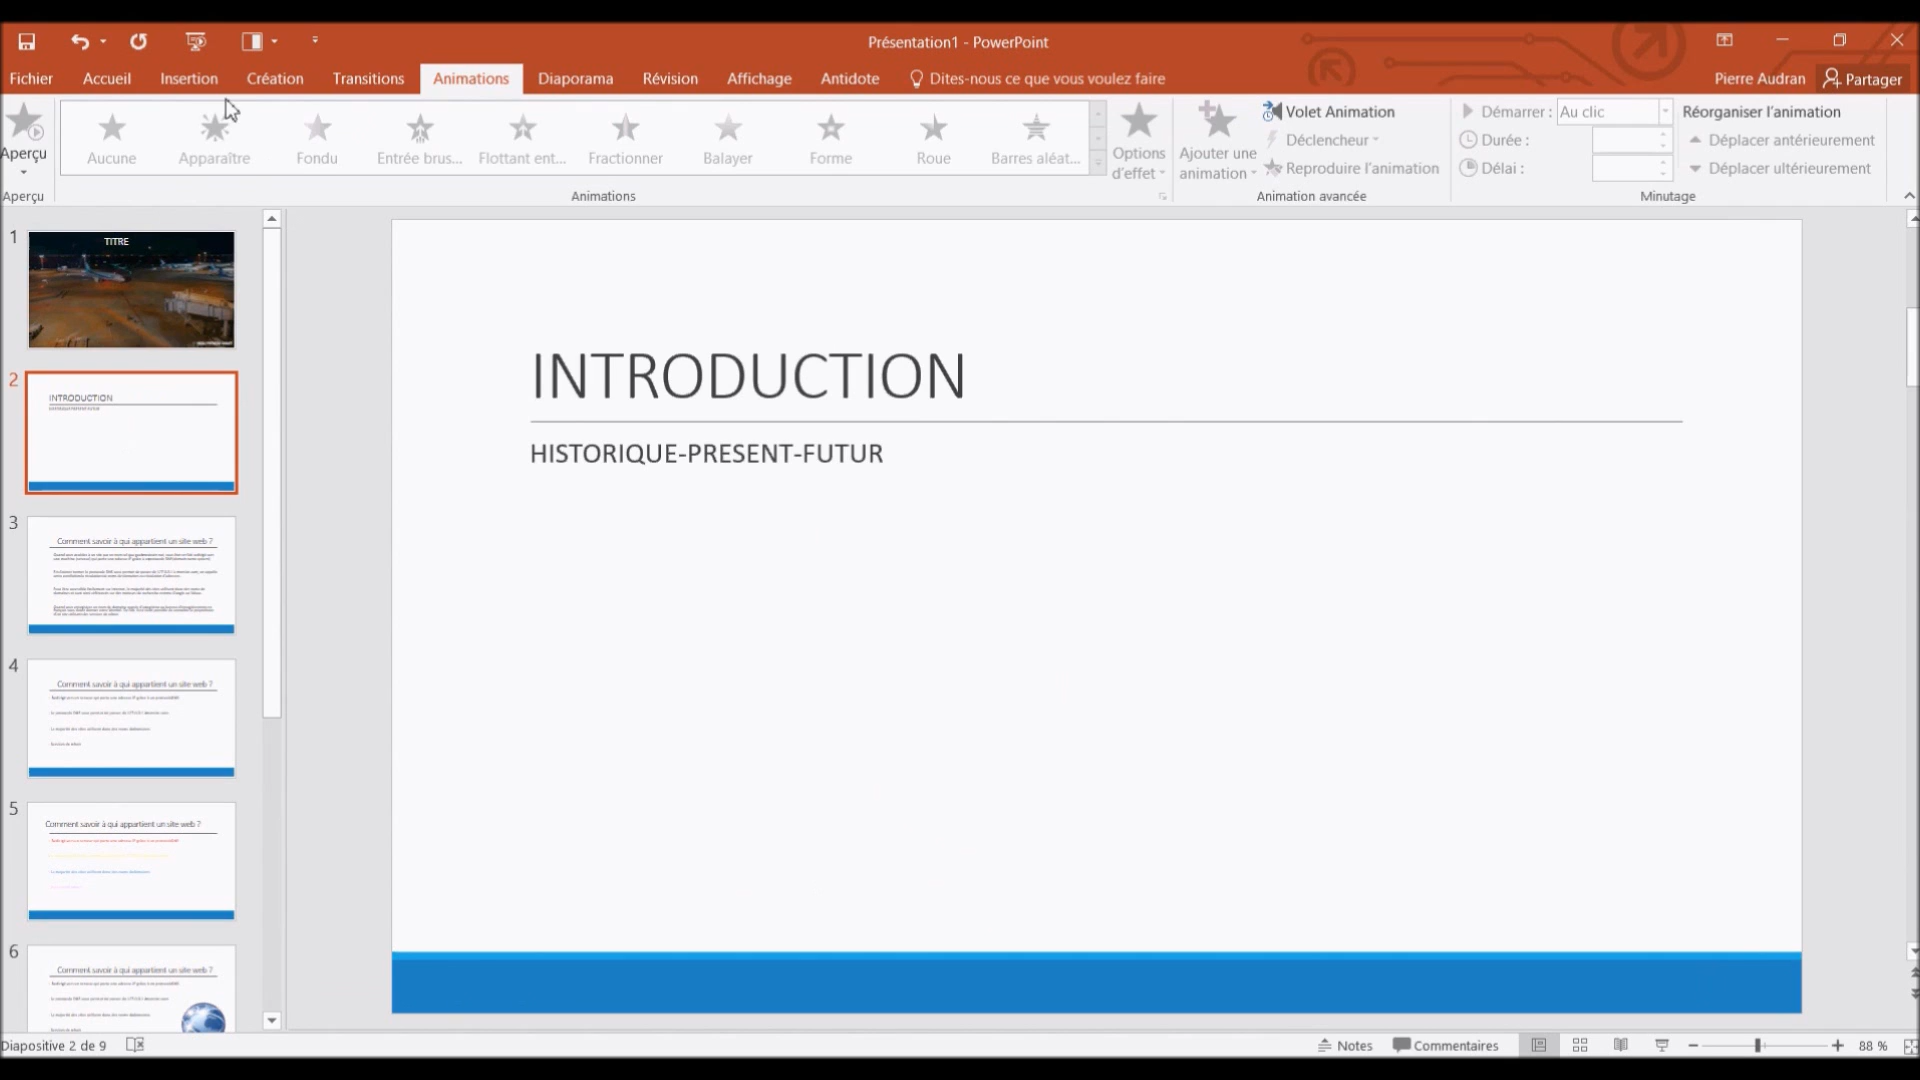 Présentation1 - PowerPoint
Fichier Accueil Insertion Création Transitions Animations Diaporama Révision Affichage Antidote Dites-nous ce que vous voulez faire Pierre Audran Partager
Aperçu
Aucune Apparaître Fondu Entrée brus... Flottant ent... Fractionner Balayer Forme Roue Barres aléat...
Options d'effet
Ajouter une animation
Volet Animation
Déclencheur
Reproduire l'animation
Démarrer : Au clic
Durée :
Délai :
Réorganiser l'animation
Déplacer antérieurement
Déplacer ultérieurement
Aperçu Animations Animation avancée Minutage
1
TITRE
2
INTRODUCTION
HISTORIQUE-PRESENT-FUTUR
3
Comment savoir à qui appartient un site web ?
4
Comment savoir à qui appartient un site web ?
5
Comment savoir à qui appartient un site web ?
6
Comment savoir à qui appartient un site web ?
INTRODUCTION
HISTORIQUE-PRESENT-FUTUR
Diapositive 2 de 9
Notes Commentaires 88 %